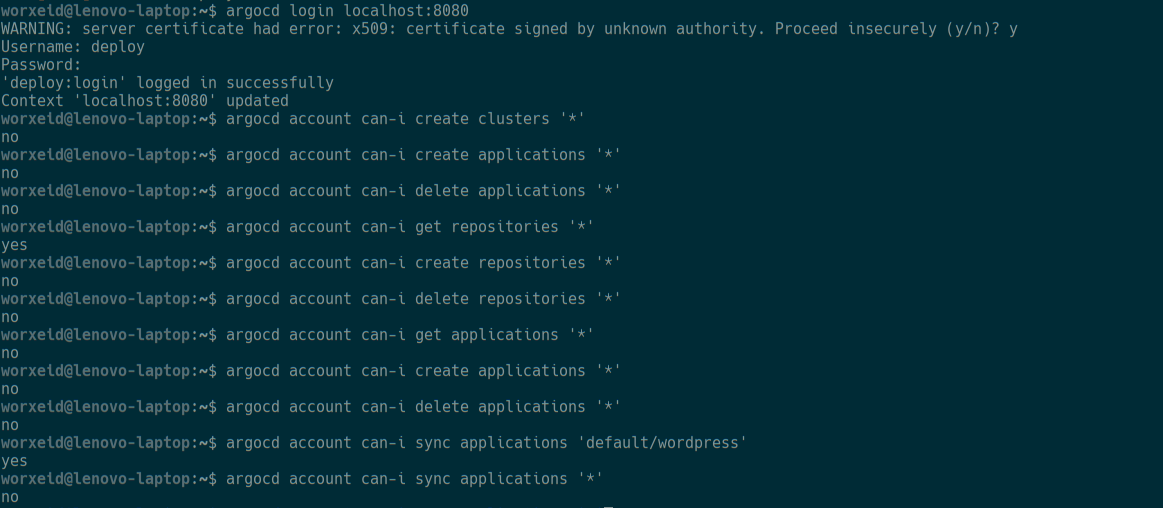 worxeid@lenovo-laptop:~$ argocd login localhost:8080
WARNING: server certificate had error: x509: certificate signed by unknown authority. Proceed insecurely (y/n)? y
Username: deploy
Password:
'deploy:login' logged in successfully
Context 'localhost:8080' updated
worxeid@lenovo-laptop:~$ argocd account can-i create clusters '*'
no
worxeid@lenovo-laptop:~$ argocd account can-i create applications '*'
no
worxeid@lenovo-laptop:~$ argocd account can-i delete applications '*'
no
worxeid@lenovo-laptop:~$ argocd account can-i get repositories '*'
yes
worxeid@lenovo-laptop:~$ argocd account can-i create repositories '*'
no
worxeid@lenovo-laptop:~$ argocd account can-i delete repositories '*'
no
worxeid@lenovo-laptop:~$ argocd account can-i get applications '*'
no
worxeid@lenovo-laptop:~$ argocd account can-i create applications '*'
no
worxeid@lenovo-laptop:~$ argocd account can-i delete applications '*'
no
worxeid@lenovo-laptop:~$ argocd account can-i sync applications 'default/wordpress'
yes
worxeid@lenovo-laptop:~$ argocd account can-i sync applications '*'
no